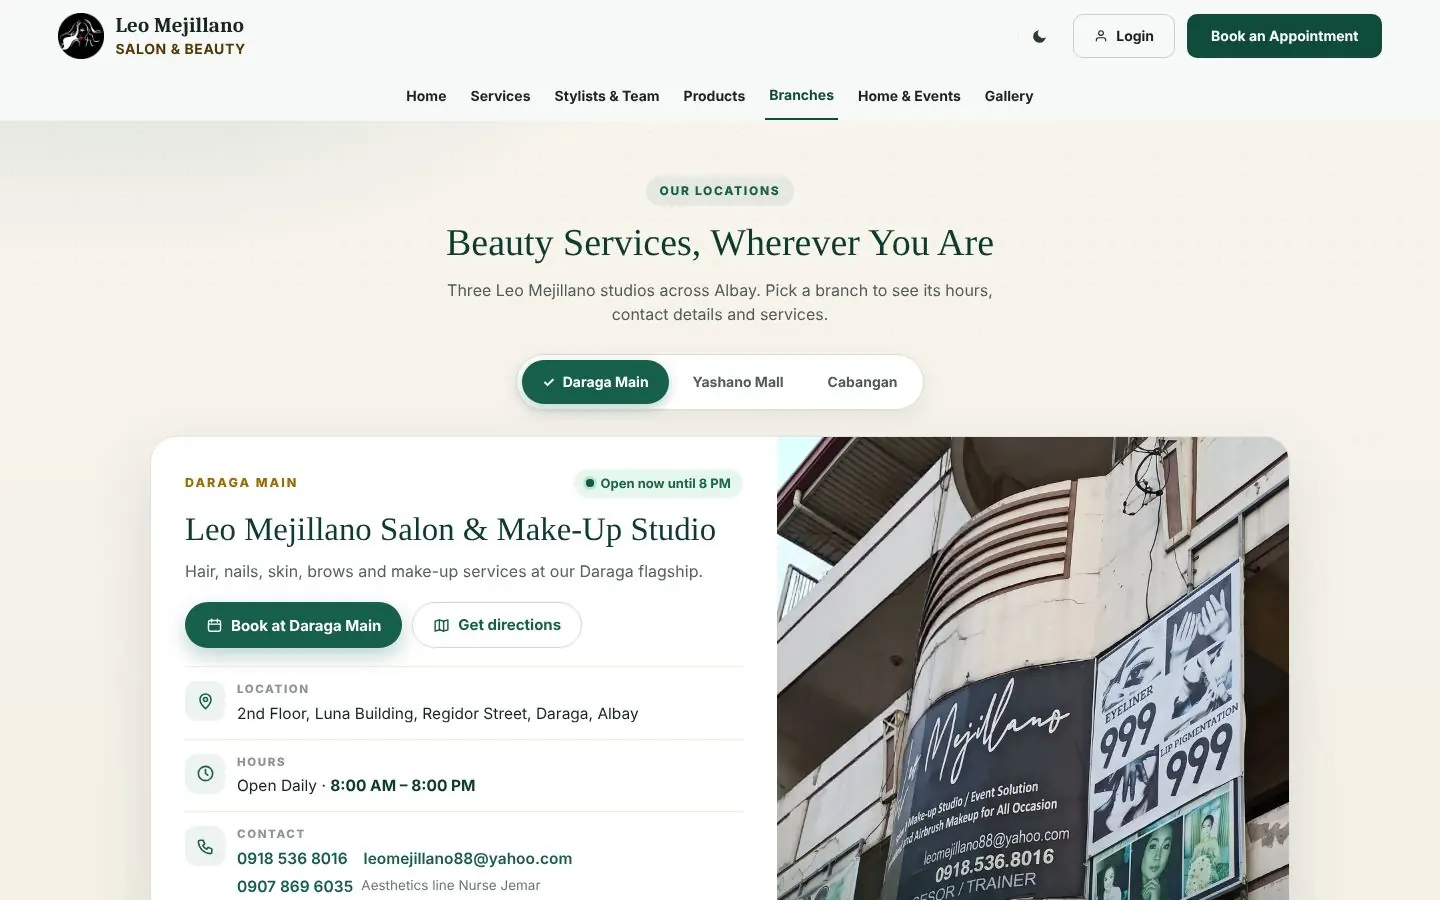 Leo Mejillano
SALON & BEAUTY
Login
Book an Appointment
Home
Services
Stylists & Team
Products
Branches
Home & Events
Gallery
OUR LOCATIONS
Beauty Services, Wherever You Are
Three Leo Mejillano studios across Albay. Pick a branch to see its hours,
contact details and services.
Daraga Main
Yashano Mall
Cabangan
DARAGA MAIN
Open now until 8 PM
Leo Mejillano Salon & Make-Up Studio
Hair, nails, skin, brows and make-up services at our Daraga flagship.
Book at Daraga Main
Get directions
LOCATION
2nd Floor, Luna Building, Regidor Street, Daraga, Albay
HOURS
Open Daily · 8:00 AM – 8:00 PM
CONTACT
0918 536 8016
leomejillano88@yahoo.com
0907 869 6035
Aesthetics line Nurse Jemar
Mejillano
Make-up Studio / Event Solution
Airbrush Makeup for All Occasion
leomejillano88@yahoo.com
0918.536.8016
/ TRAINER
EYELINER
999
LIP PIGMENTATION
999